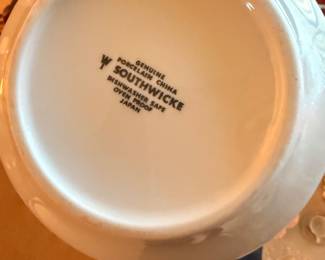 GENUINE
PORCELAIN CHINA
SOUTHWICKE
DISHWASHER SAFE
OVEN PROOF
JAPAN